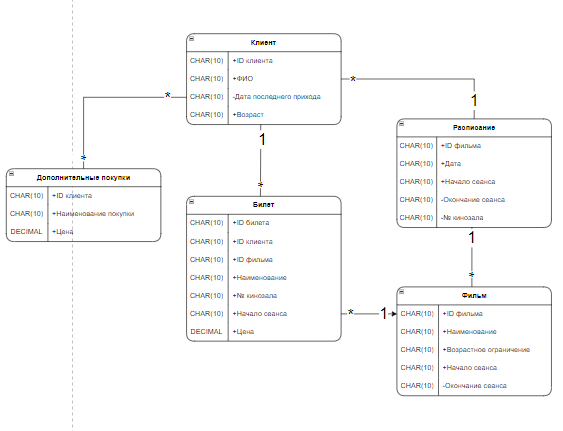 Клиент
CHAR(10) +ID клиента
CHAR(10) +ФИО
CHAR(10) -Дата последнего прихода
CHAR(10) +Возраст
* 1
* *
1 *
Расписание
CHAR(10) +ID фильма
CHAR(10) +Дата
CHAR(10) +Начало сеанса
CHAR(10) -Окончание сеанса
CHAR(10) -№ кинозала
Дополнительные покупки
CHAR(10) +ID клиента
CHAR(10) +Наименование покупки
DECIMAL +Цена
Билет
CHAR(10) +ID билета
CHAR(10) +ID клиента
CHAR(10) +ID фильма
CHAR(10) +Наименование
CHAR(10) +№ кинозала
CHAR(10) +Начало сеанса
DECIMAL +Цена
1 *
* 1
Фильм
CHAR(10) +ID фильма
CHAR(10) +Наименование
CHAR(10) +Возрастное ограничение
CHAR(10) +Начало сеанса
CHAR(10) -Окончание сеанса